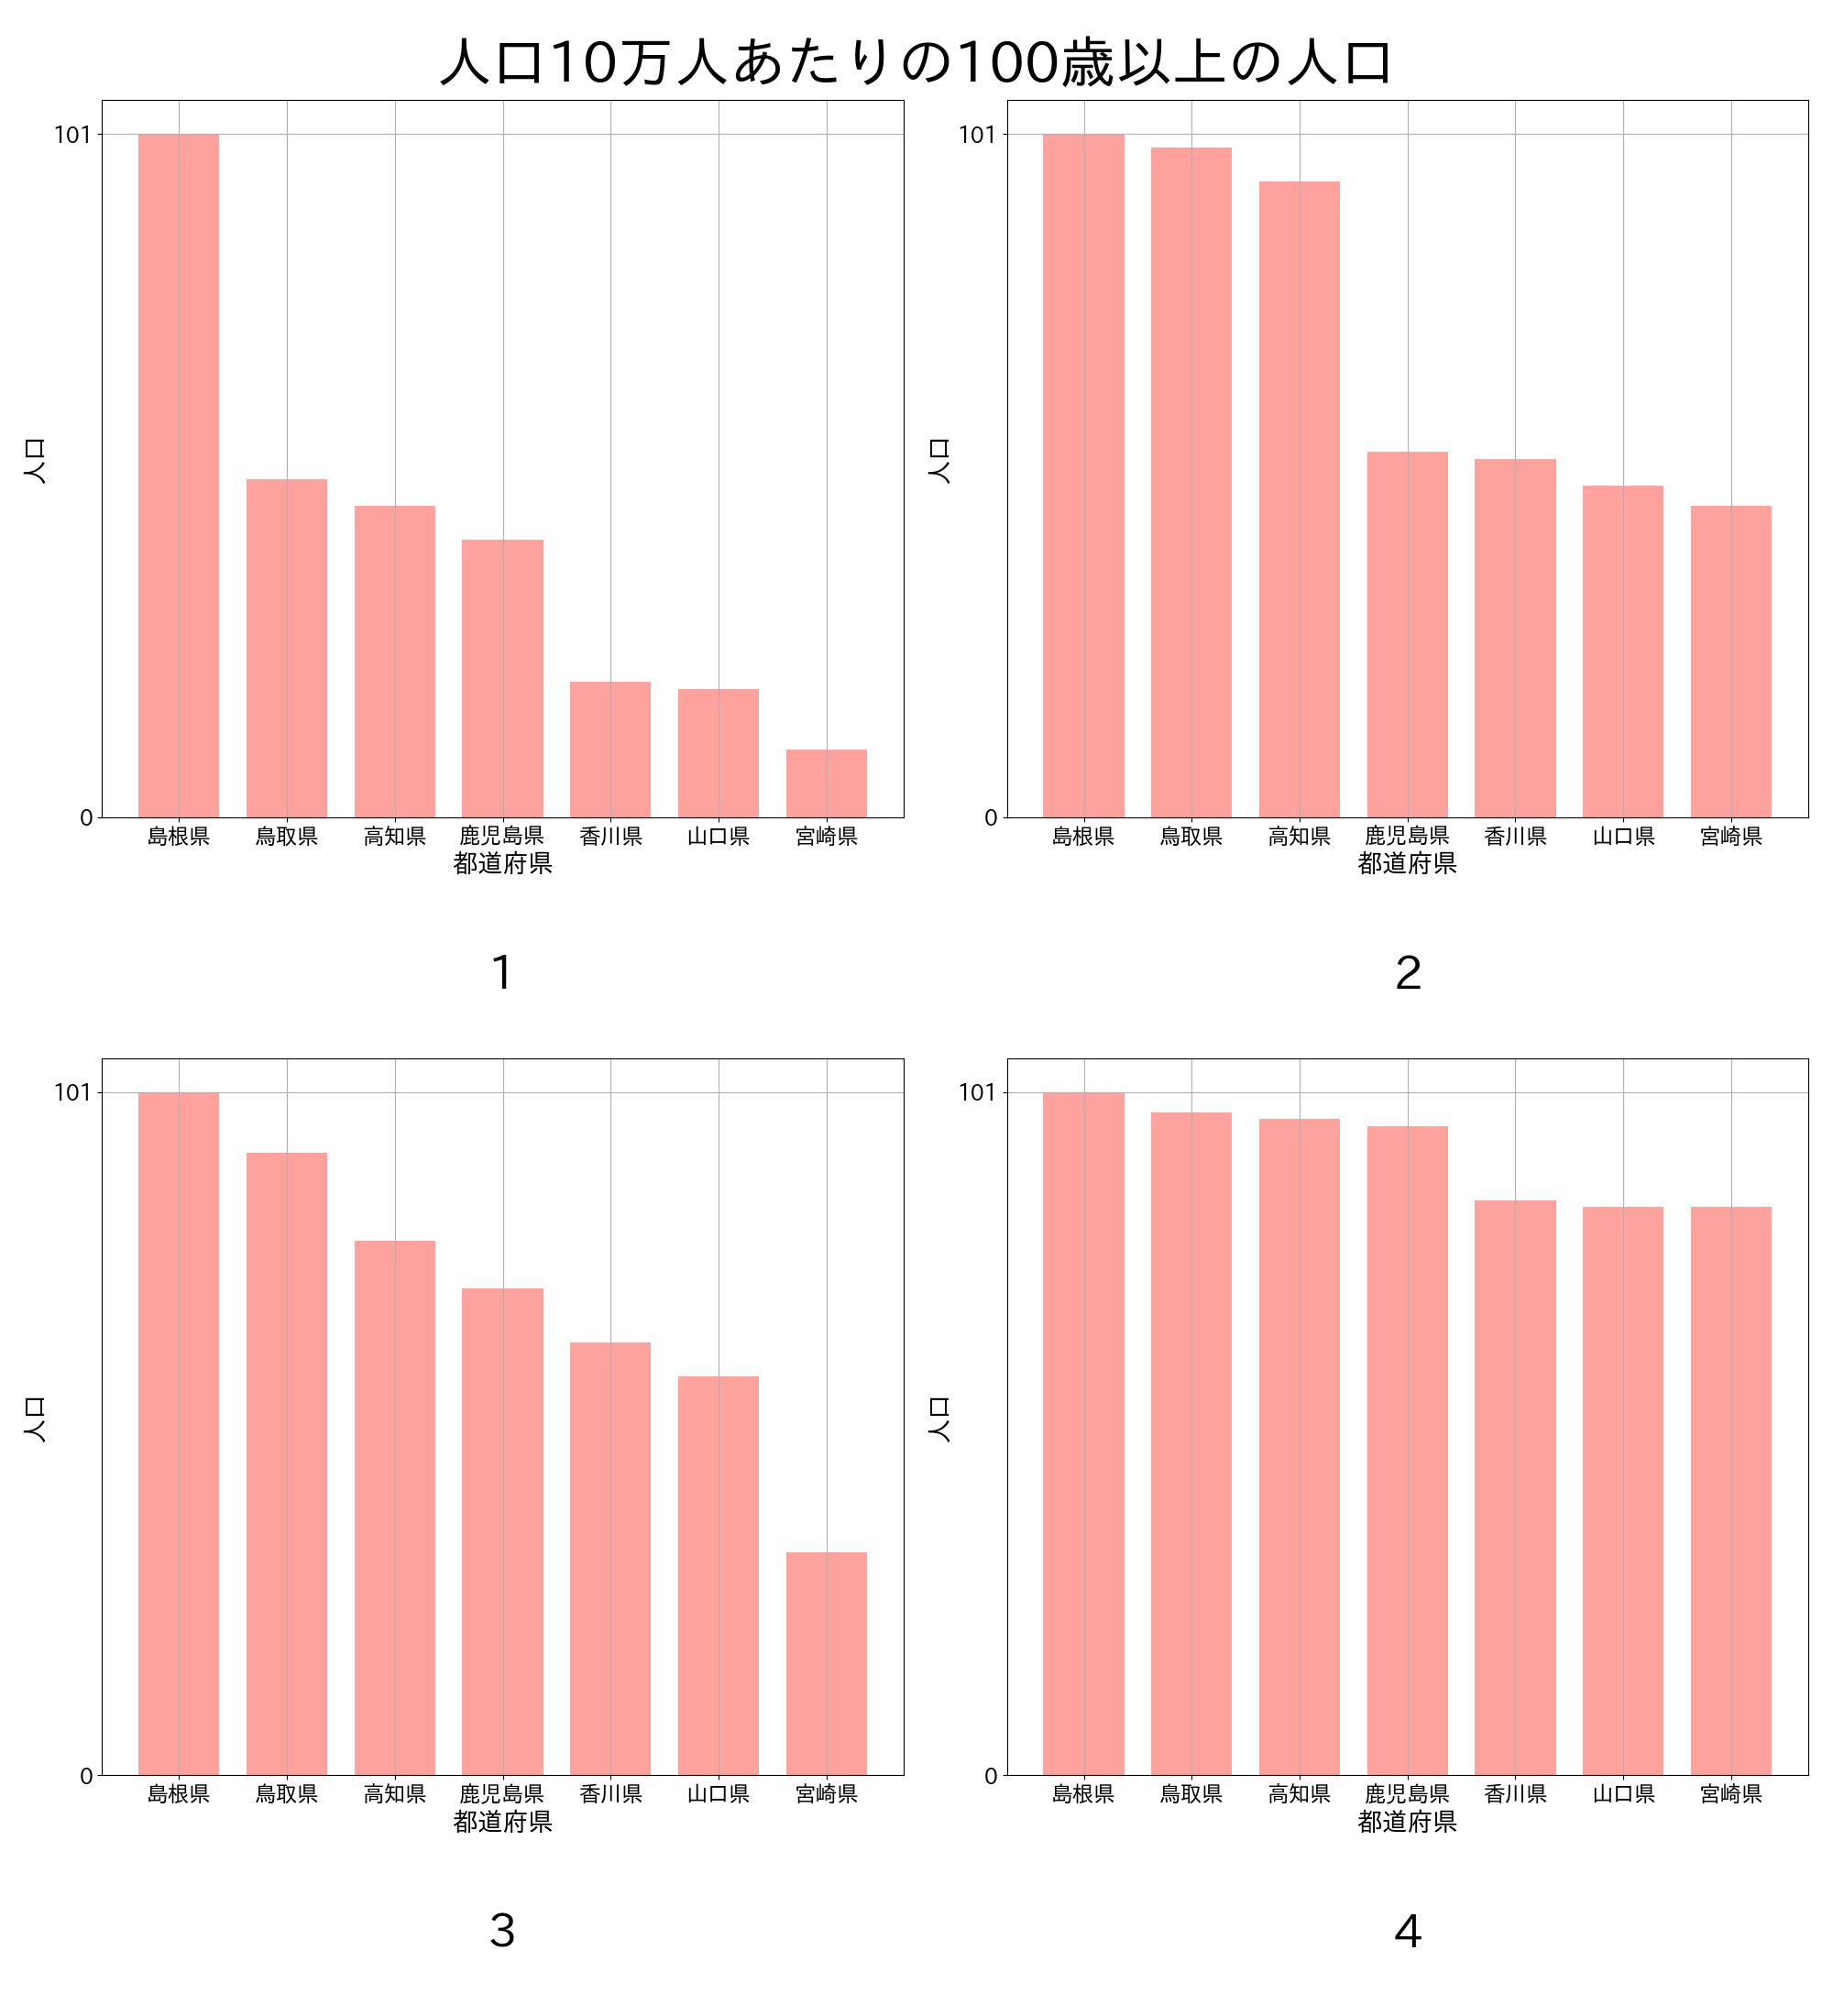 人口10万人あたりの100歳以上の人口
101
0
人口
島根県 鳥取県 高知県 鹿児島県 香川県 山口県 宮崎県
都道府県
1
101
0
人口
島根県 鳥取県 高知県 鹿児島県 香川県 山口県 宮崎県
都道府県
2
101
0
人口
島根県 鳥取県 高知県 鹿児島県 香川県 山口県 宮崎県
都道府県
3
101
0
人口
島根県 鳥取県 高知県 鹿児島県 香川県 山口県 宮崎県
都道府県
4